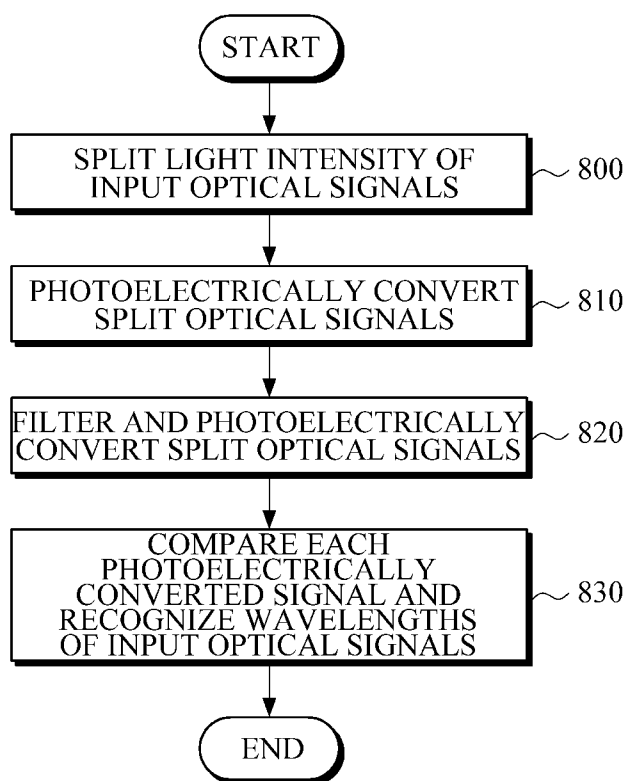 START
SPLIT LIGHT INTENSITY OF
INPUT OPTICAL SIGNALS
800
PHOTOELECTRICALLY CONVERT
SPLIT OPTICAL SIGNALS
810
FILTER AND PHOTOELECTRICALLY
CONVERT SPLIT OPTICAL SIGNALS
820
COMPARE EACH
PHOTOELECTRICALLY
CONVERTED SIGNAL AND
RECOGNIZE WAVELENGTHS
OF INPUT OPTICAL SIGNALS
830
END